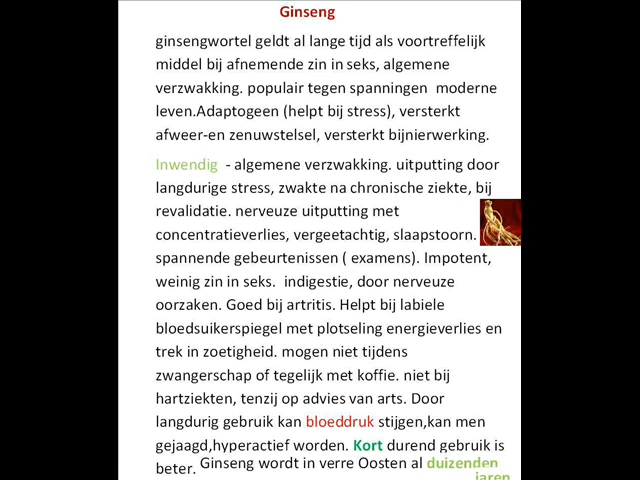 Ginseng
ginsengwortel geldt al lange tijd als voortreffelijk
middel bij afnemende zin in seks, algemene
verzwakking. populair tegen spanningen moderne
leven.Adaptogeen (helpt bij stress), versterkt
afweer-en zenuwstelsel, versterkt bijnierwerking.
Inwendig - algemene verzwakking. uitputting door
langdurige stress, zwakte na chronische ziekte, bij
revalidatie. nerveuze uitputting met
concentratieverlies, vergeetachtig, slaapstoorn.
spannende gebeurtenissen ( examens). Impotent,
weinig zin in seks. indigestie, door nerveuze
oorzaken. Goed bij artritis. Helpt bij labiele
bloedsuikerspiegel met plotseling energieverlies en
trek in zoetigheid. mogen niet tijdens
zwangerschap of tegelijk met koffie. niet bij
hartziekten, tenzij op advies van arts. Door
langdurig gebruik kan bloeddruk stijgen,kan men
gejaagd,hyperactief worden. Kort durend gebruik is
beter. Ginseng wordt in verre Oosten al duizenden
jaren